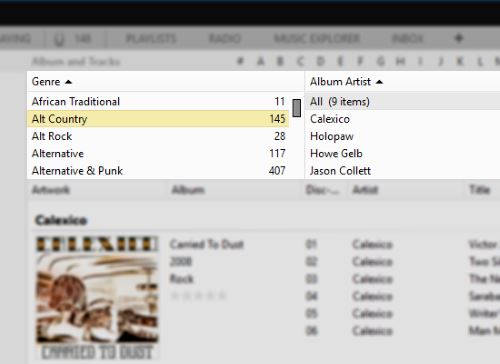 AYING 148 PLAYLISTS RADIO MUSIC EXPLORER INBOX +
Album and Tracks # A B C D E F G H I J K L
Genre Album Artist
African Traditional 11 All (9 items)
Alt Country 145 Calexico
Alt Rock 28 Holopaw
Alternative 117 Howe Gelb
Alternative & Punk 407 Jason Collett
Artwork Album Disc-... Artist Title
Calexico
CALEXICO
Carried To Dust 01 Calexico Victor
2008 02 Calexico Two Si
Rock 03 Calexico The Ne
04 Calexico Saraba
05 Calexico Writer'
06 Calexico Man M
CARRIED TO DUST